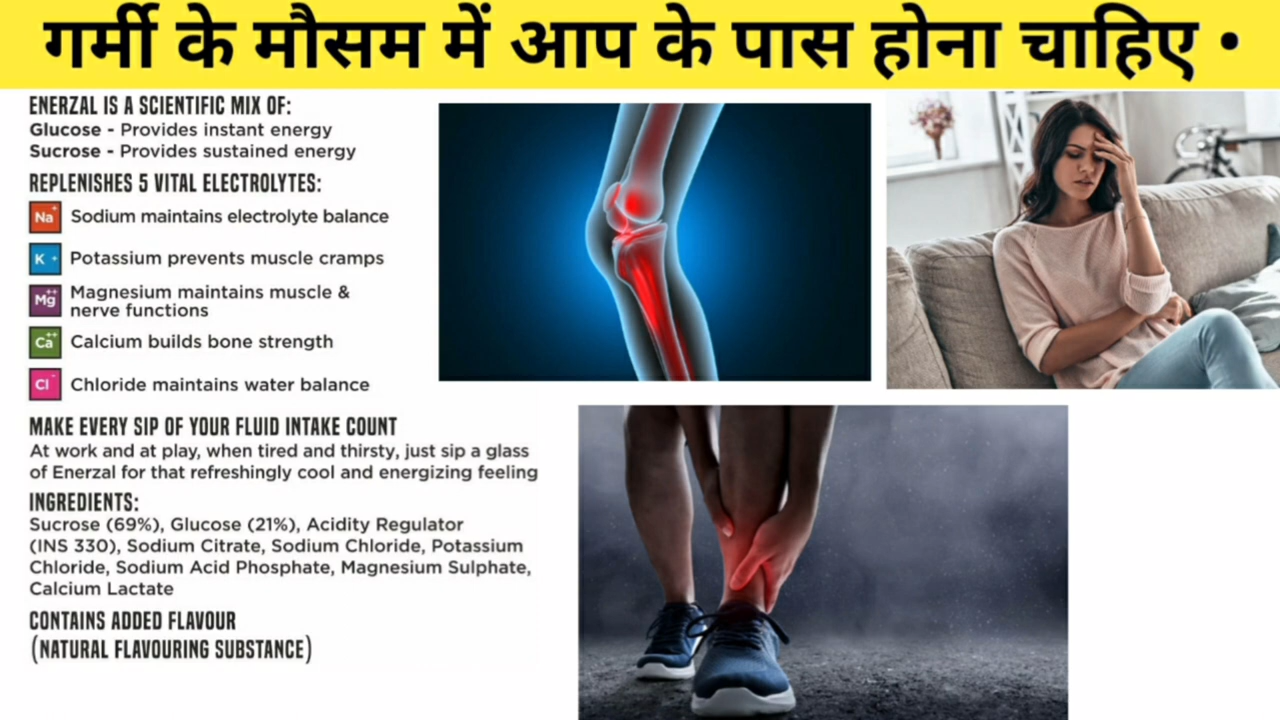 गर्मी के मौसम में आप के पास होना चाहिए •
ENERZAL IS A SCIENTIFIC MIX OF:
Glucose - Provides instant energy
Sucrose - Provides sustained energy
REPLENISHES 5 VITAL ELECTROLYTES:
Na+ Sodium maintains electrolyte balance
K+ Potassium prevents muscle cramps
Mg++ Magnesium maintains muscle &
nerve functions
Ca++ Calcium builds bone strength
Cl- Chloride maintains water balance
MAKE EVERY SIP OF YOUR FLUID INTAKE COUNT
At work and at play, when tired and thirsty, just sip a glass
of Enerzal for that refreshingly cool and energizing feeling
INGREDIENTS:
Sucrose (69%), Glucose (21%), Acidity Regulator
(INS 330), Sodium Citrate, Sodium Chloride, Potassium
Chloride, Sodium Acid Phosphate, Magnesium Sulphate,
Calcium Lactate
CONTAINS ADDED FLAVOUR
(NATURAL FLAVOURING SUBSTANCE)